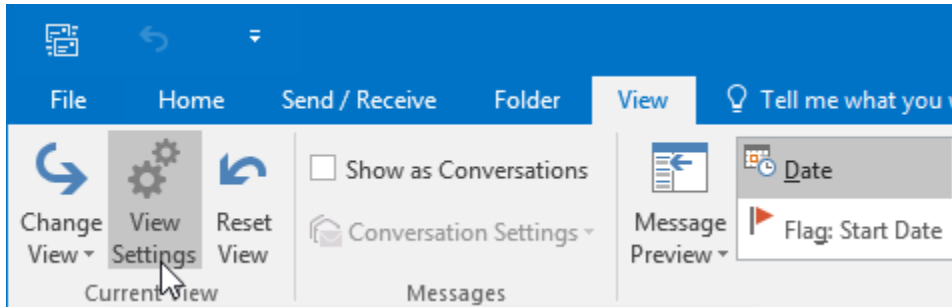 File Home Send / Receive Folder View Tell me what you
Change View
View Settings
Reset View
Show as Conversations
Conversation Settings
Message Preview
Date
Flag: Start Date
Current View
Messages